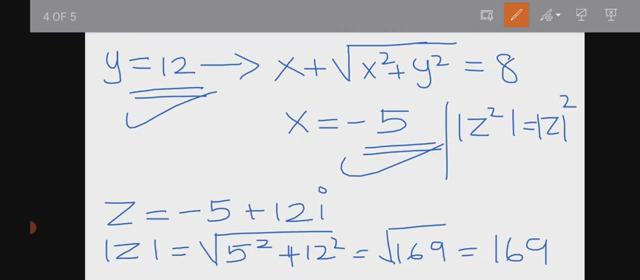 4 OF 5
y = 12 → x + √(x² + y²) = 8
x = -5 | |z²| = |z|²
z = -5 + 12i
|z| = √(5² + 12²) = √169 = 169